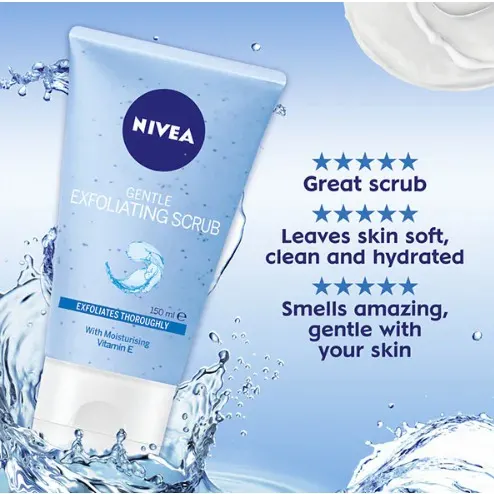 NIVEA
GENTLE
EXFOLIATING SCRUB
150 ml e
EXFOLIATES THOROUGHLY
With Moisturising
Vitamin E
★★★★★
Great scrub
★★★★★
Leaves skin soft,
clean and hydrated
★★★★★
Smells amazing,
gentle with
your skin